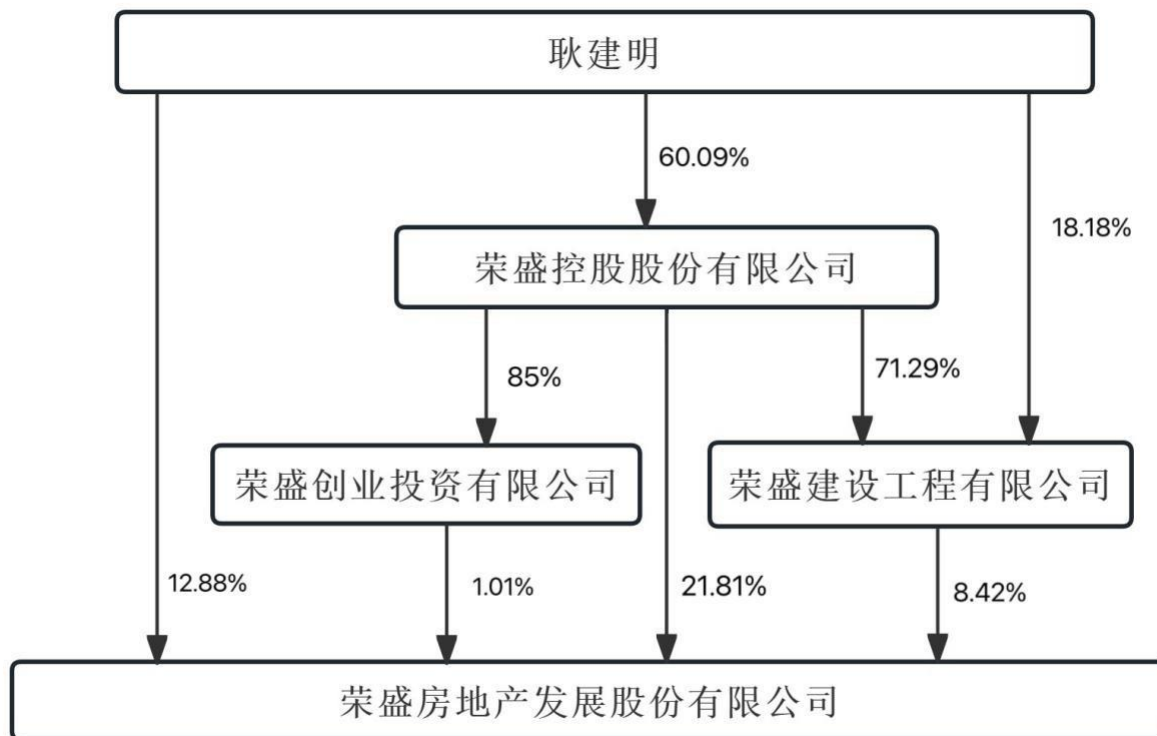 耿建明
60.09%
18.18%
荣盛控股股份有限公司
85%
71.29%
荣盛创业投资有限公司
荣盛建设工程有限公司
12.88%
1.01%
21.81%
8.42%
荣盛房地产发展股份有限公司